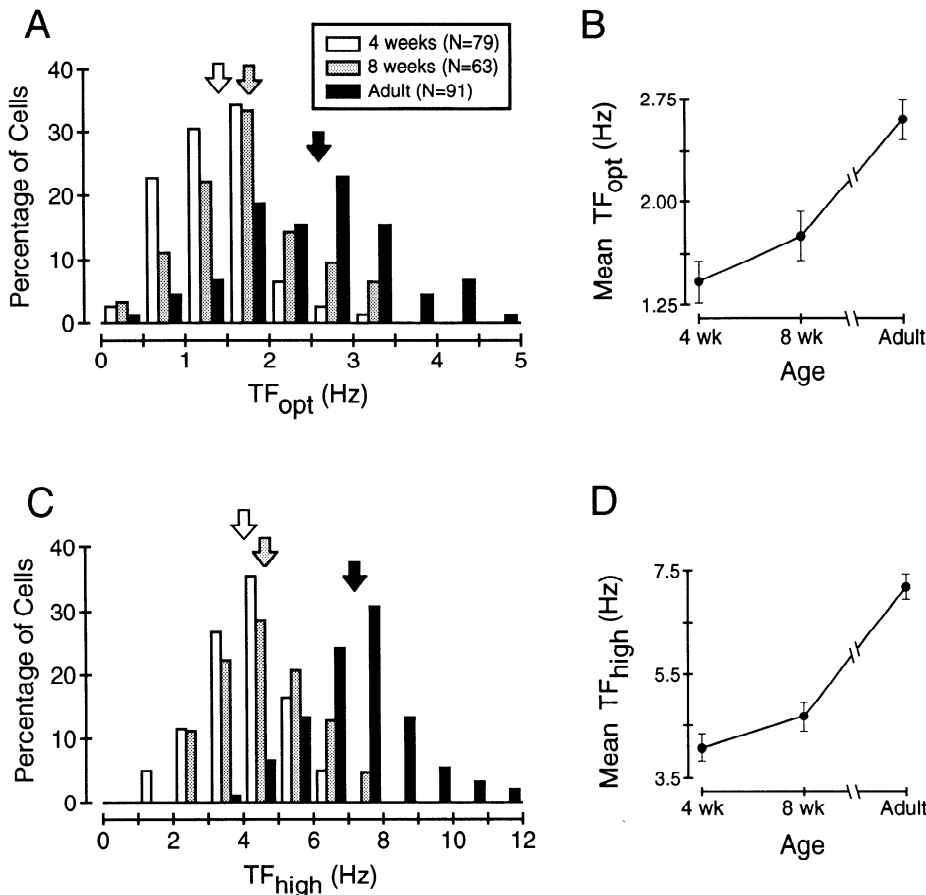 A
4 weeks (N=79)
8 weeks (N=63)
Adult (N=91)
Percentage of Cells
40
30
20
10
0
0 1 2 3 4 5
TFopt (Hz)
B
Mean TFopt (Hz)
2.75
2.00
1.25
4 wk 8 wk Adult
Age
C
Percentage of Cells
40
30
20
10
0
0 2 4 6 8 10 12
TFhigh (Hz)
D
Mean TFhigh (Hz)
7.5
5.5
3.5
4 wk 8 wk Adult
Age